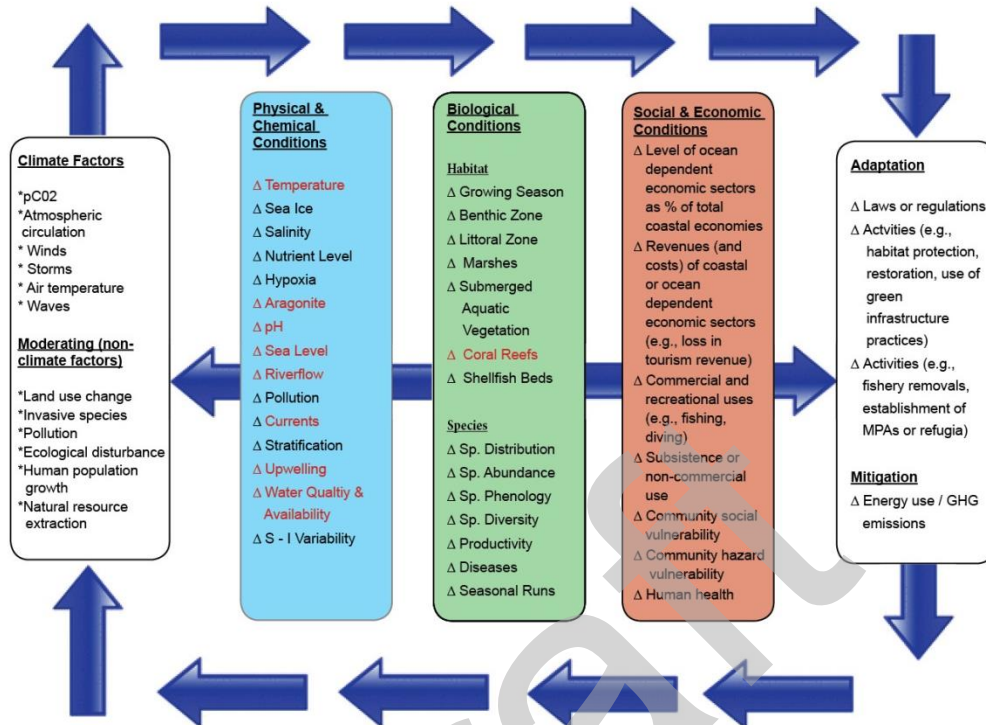 Climate Factors
*pC02
*Atmospheric
circulation
* Winds
* Storms
* Air temperature
* Waves
Moderating (non-
climate factors)
*Land use change
*Invasive species
*Pollution
*Ecological disturbance
*Human population
growth
*Natural resource
extraction
Physical &
Chemical
Conditions
Δ Temperature
Δ Sea Ice
Δ Salinity
Δ Nutrient Level
Δ Hypoxia
Δ Aragonite
Δ pH
Δ Sea Level
Δ Riverflow
Δ Pollution
Δ Currents
Δ Stratification
Δ Upwelling
Δ Water Qualtiy &
Availability
Δ S - I Variability
Biological
Conditions
Habitat
Δ Growing Season
Δ Benthic Zone
Δ Littoral Zone
Δ Marshes
Δ Submerged
Aquatic
Vegetation
Δ Coral Reefs
Δ Shellfish Beds
Species
Δ Sp. Distribution
Δ Sp. Abundance
Δ Sp. Phenology
Δ Sp. Diversity
Δ Productivity
Δ Diseases
Δ Seasonal Runs
Social & Economic
Conditions
Δ Level of ocean
dependent
economic sectors
as % of total
coastal economies
Δ Revenues (and
costs) of coastal
or ocean
dependent
economic sectors
(e.g., loss in
tourism revenue)
Δ Commercial and
recreational uses
(e.g., fishing,
diving)
Δ Subsistence or
non-commercial
use
Δ Community social
vulnerability
Δ Community hazard
vulnerability
Δ Human health
Adaptation
Δ Laws or regulations
Δ Actvities (e.g.,
habitat protection,
restoration, use of
green
infrastructure
practices)
Δ Activities (e.g.,
fishery removals,
establishment of
MPAs or refugia)
Mitigation
Δ Energy use / GHG
emissions